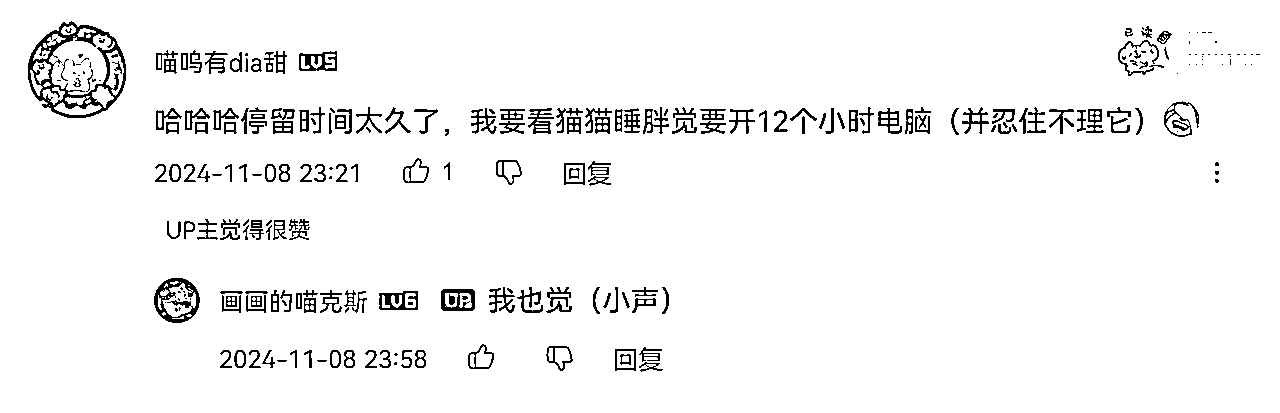 喵呜有dia甜 LV5
已读
哈哈哈停留时间太久了，我要看猫猫睡胖觉要开12个小时电脑（并忍住不理它）
2024-11-08 23:21 1 回复
UP主觉得很赞
画画的喵克斯 LV6 UP 我也觉（小声）
2024-11-08 23:58 回复